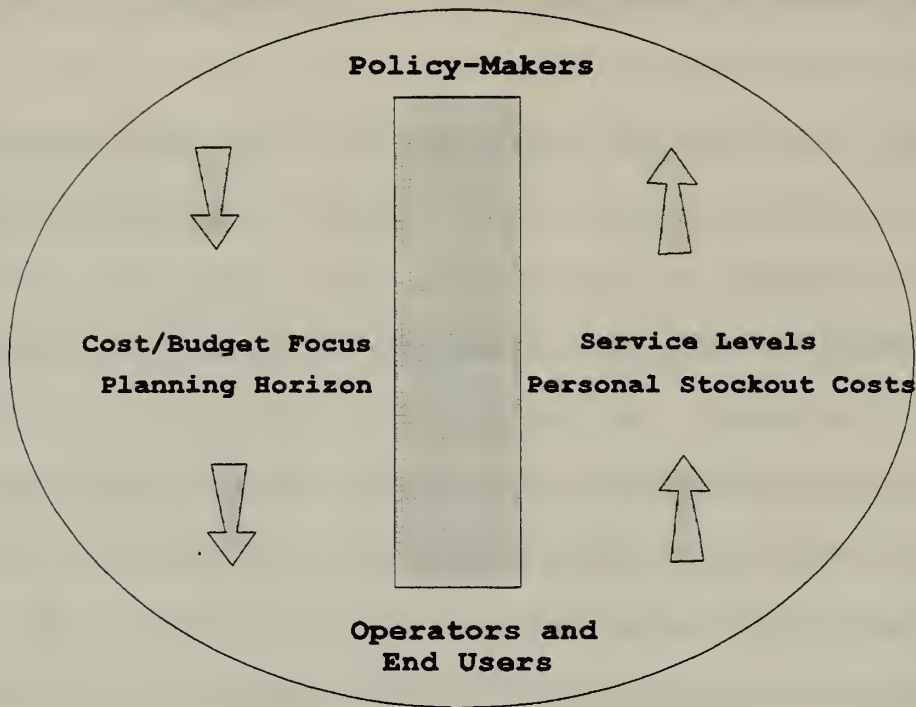 Policy-Makers
Cost/Budget Focus
Planning Horizon
Service Levels
Personal Stockout Costs
Operators and
End Users